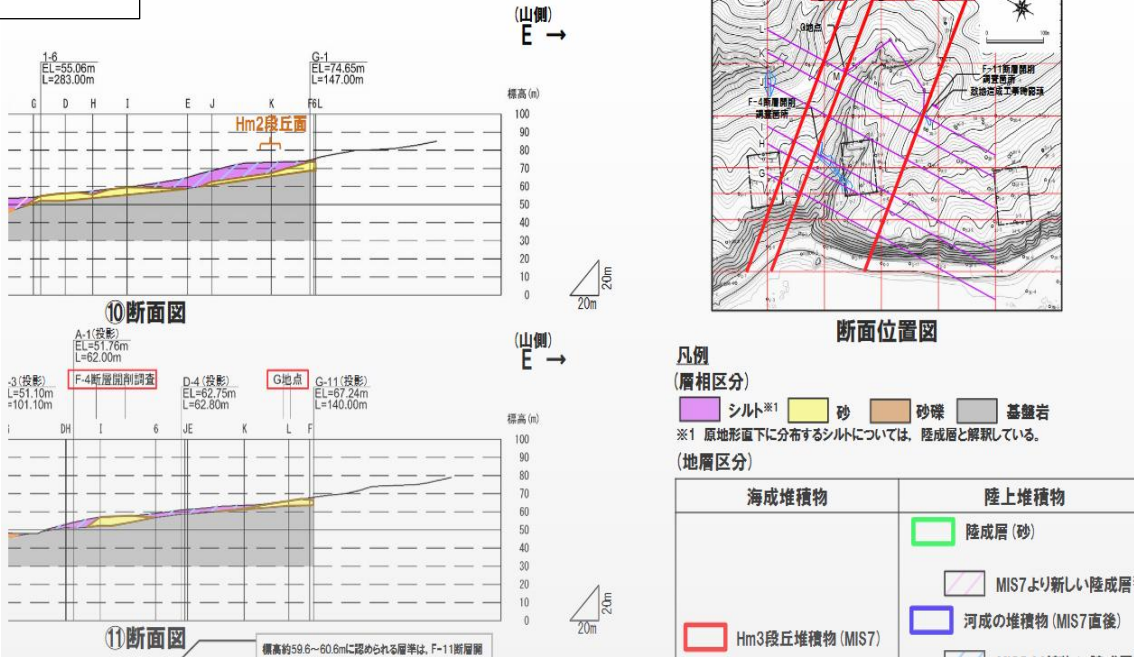 (山側)
E →
1-6
EL=55.06m
L=283.00m
G-1
EL=74.65m
L=147.00m
G D H I E J K F6L
標高(m)
Hm2段丘面
100
90
80
70
60
50
40
30
20
10
0
20m
20m
⑩断面図
(山側)
E →
A-1(投影)
EL=51.76m
L=62.00m
-3(投影)
L=51.10m
=101.10m
F-4断層開削調査
D-4(投影)
EL=62.75m
L=62.80m
G地点
G-11(投影)
EL=67.24m
L=140.00m
DH I 6 JE K L F
標高(m)
100
90
80
70
60
50
40
30
20
10
0
20m
20m
⑪断面図
標高約59.6～60.6mに認められる層準は、F-11断層開
G地点
L
K
M
F-11断層開削
調査箇所
敷地造成工事時露頭
F-4断層開削
調査箇所
I
H
G
0 100m
断面位置図
凡例
(層相区分)
シルト※1 砂 砂礫 基盤岩
※1 原地形直下に分布するシルトについては、陸成層と解釈している。
(地層区分)
海成堆積物 陸上堆積物
陸成層(砂)
MIS7より新しい陸成層
河成の堆積物(MIS7直後)
Hm3段丘堆積物(MIS7)